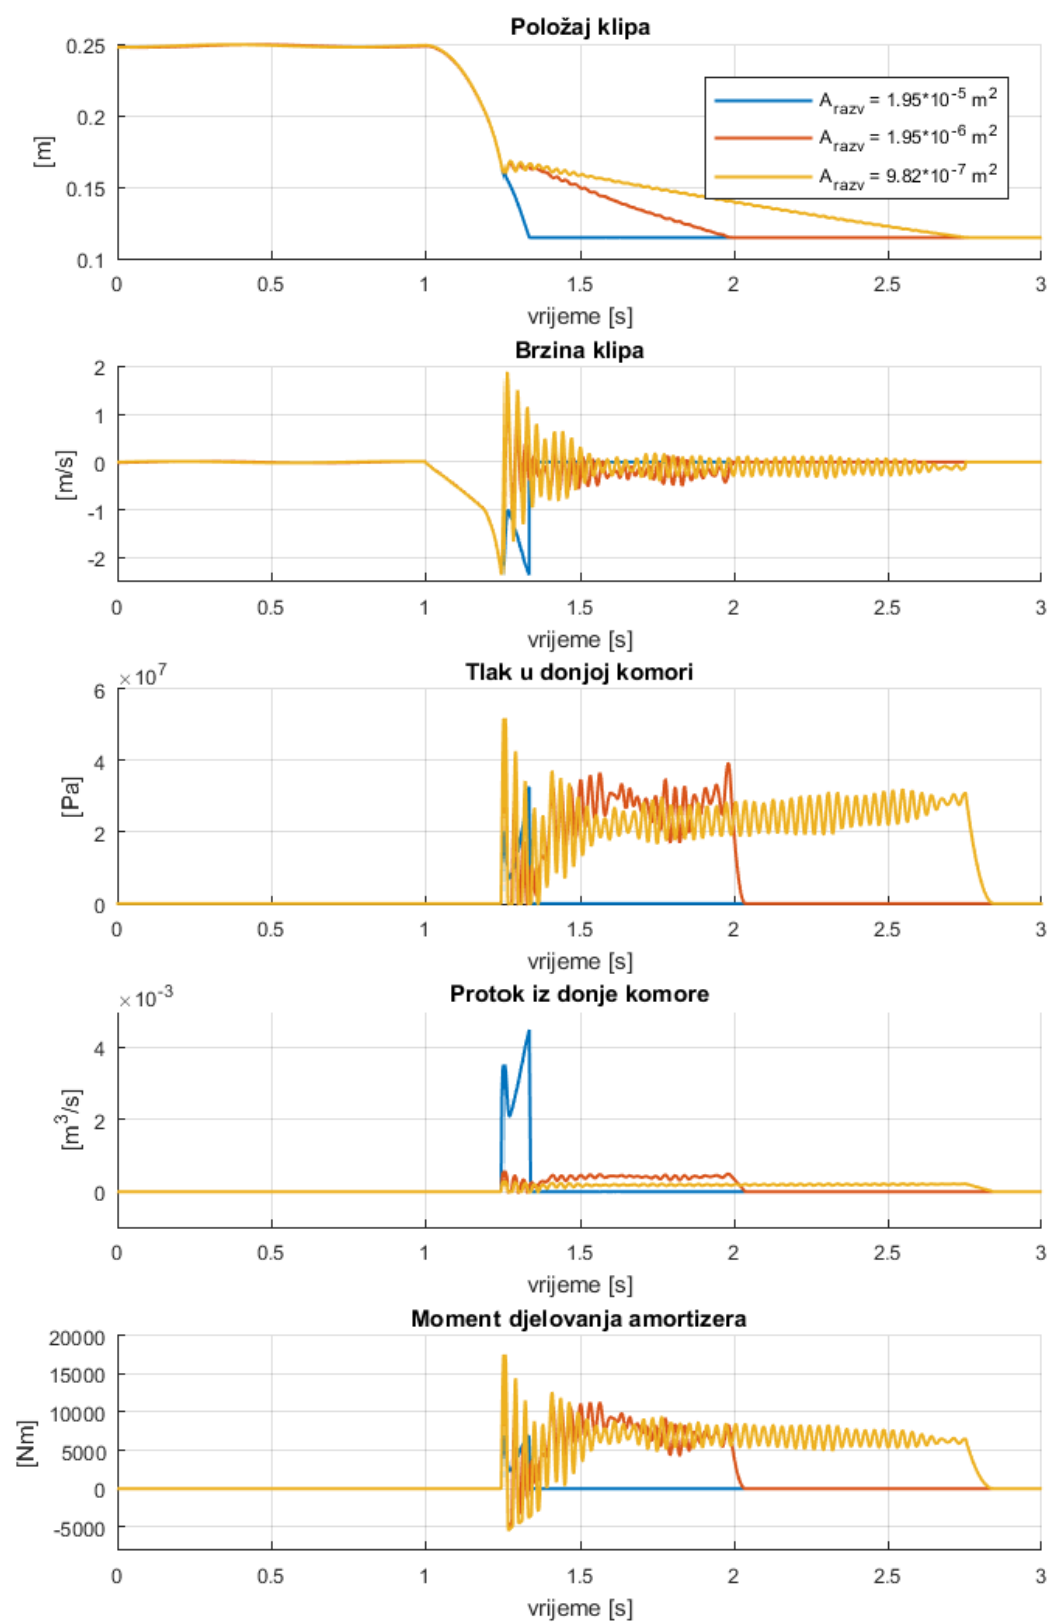 Položaj klipa
0.25
0.2
0.15
0.1
[m]
A_razv = 1.95*10^-5 m^2
A_razv = 1.95*10^-6 m^2
A_razv = 9.82*10^-7 m^2
0 0.5 1 1.5 2 2.5 3
vrijeme [s]
Brzina klipa
2
1
0
-1
-2
[m/s]
0 0.5 1 1.5 2 2.5 3
vrijeme [s]
×10^7
Tlak u donjoj komori
6
4
2
0
[Pa]
0 0.5 1 1.5 2 2.5 3
vrijeme [s]
×10^-3
Protok iz donje komore
4
2
0
[m^3/s]
0 0.5 1 1.5 2 2.5 3
vrijeme [s]
Moment djelovanja amortizera
20000
15000
10000
5000
0
-5000
[Nm]
0 0.5 1 1.5 2 2.5 3
vrijeme [s]